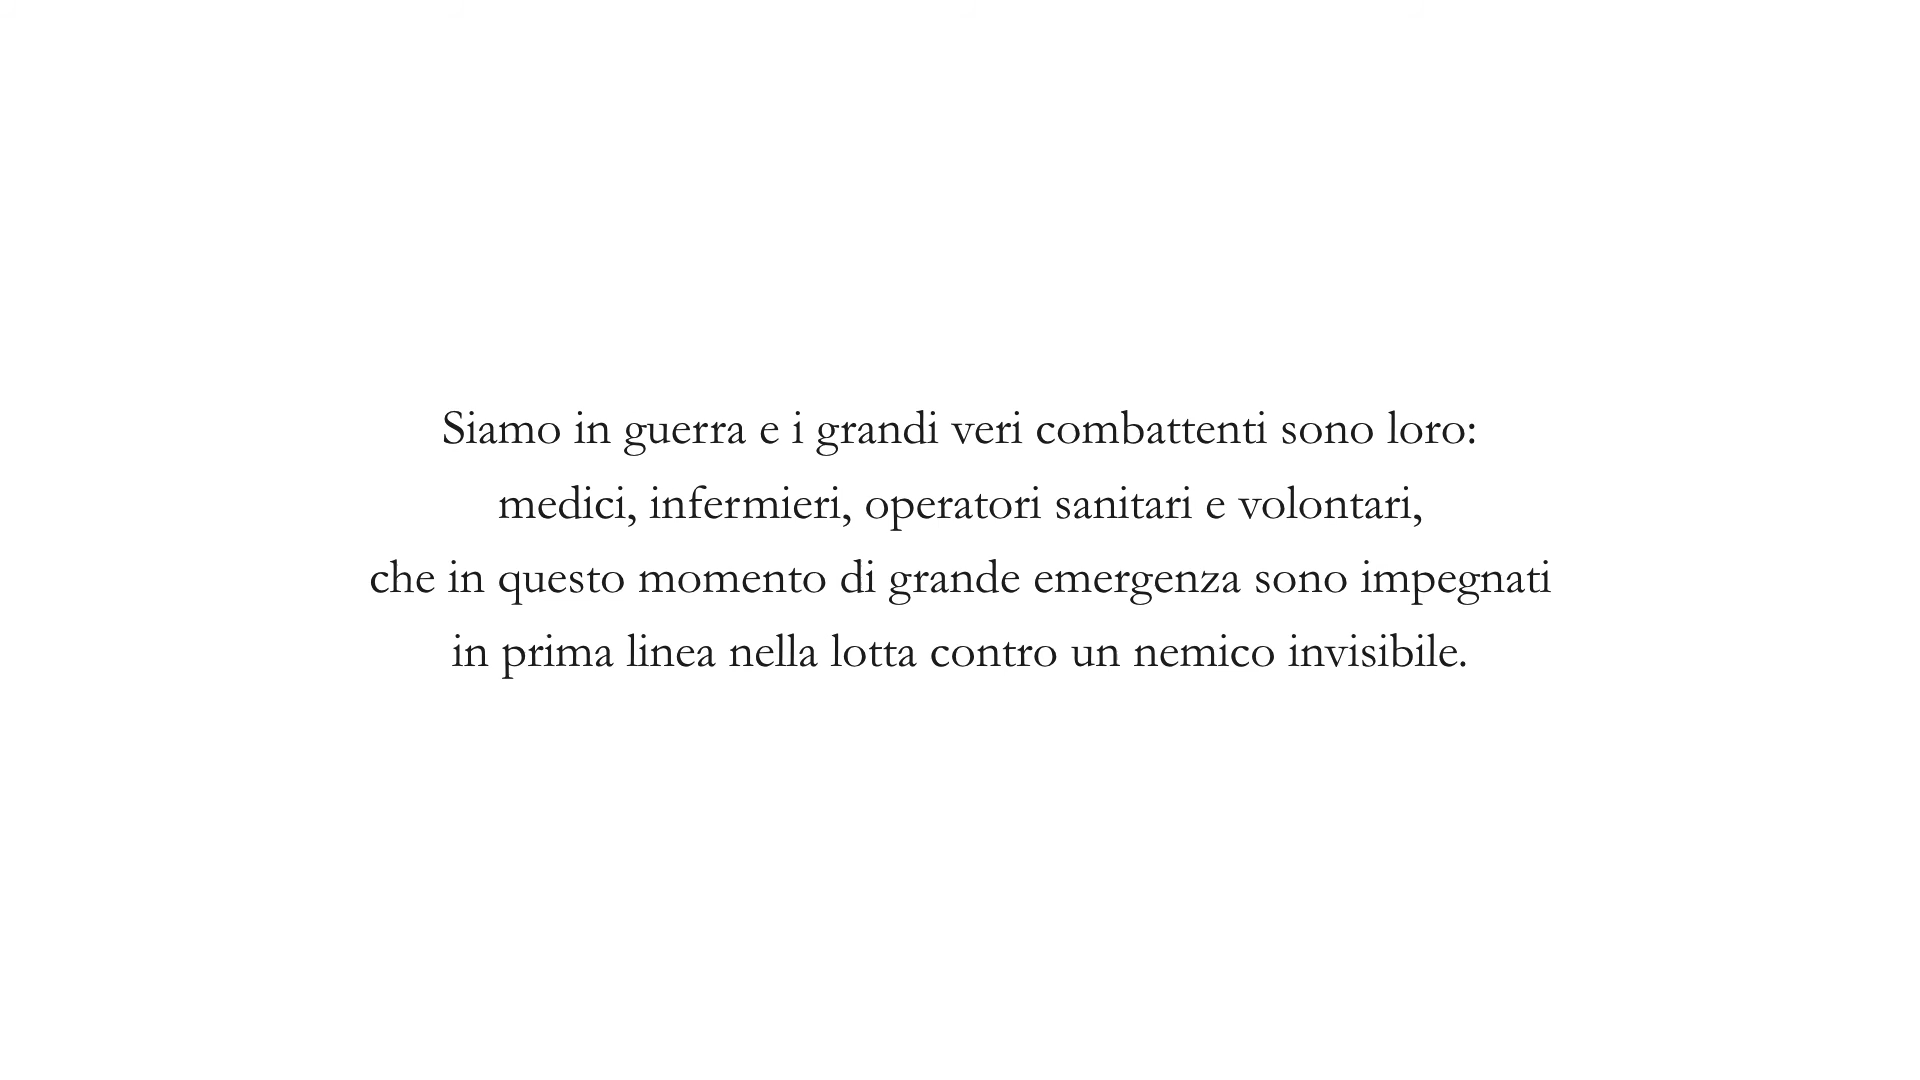 Siamo in guerra e i grandi veri combattenti sono loro:
medici, infermieri, operatori sanitari e volontari,
che in questo momento di grande emergenza sono impegnati
in prima linea nella lotta contro un nemico invisibile.